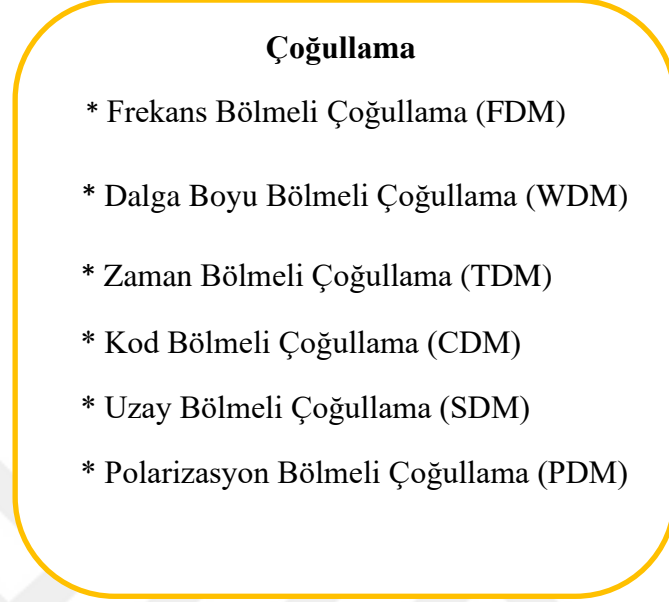 Çoğullama
* Frekans Bölmeli Çoğullama (FDM)
* Dalga Boyu Bölmeli Çoğullama (WDM)
* Zaman Bölmeli Çoğullama (TDM)
* Kod Bölmeli Çoğullama (CDM)
* Uzay Bölmeli Çoğullama (SDM)
* Polarizasyon Bölmeli Çoğullama (PDM)